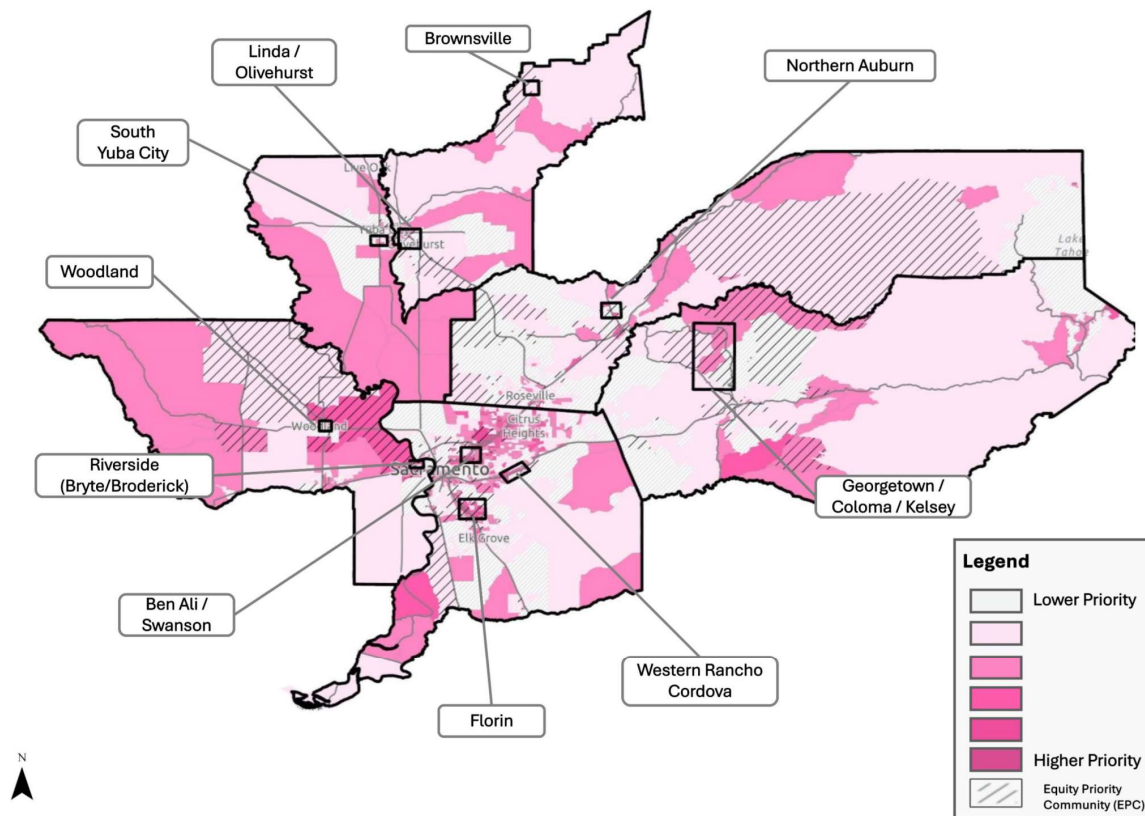 Brownsville
Linda /
Olivehurst
Northern Auburn
South
Yuba City
Live Oak
Yuba
Olivehurst
Lake
Tahoe
Woodland
Roseville
Citrus
Heights
Woodland
Sacramento
Riverside
(Bryte/Broderick)
Georgetown /
Coloma / Kelsey
Elk Grove
Ben Ali /
Swanson
Western Rancho
Cordova
Florin
N
Legend
Lower Priority
Higher Priority
Equity Priority
Community (EPC)